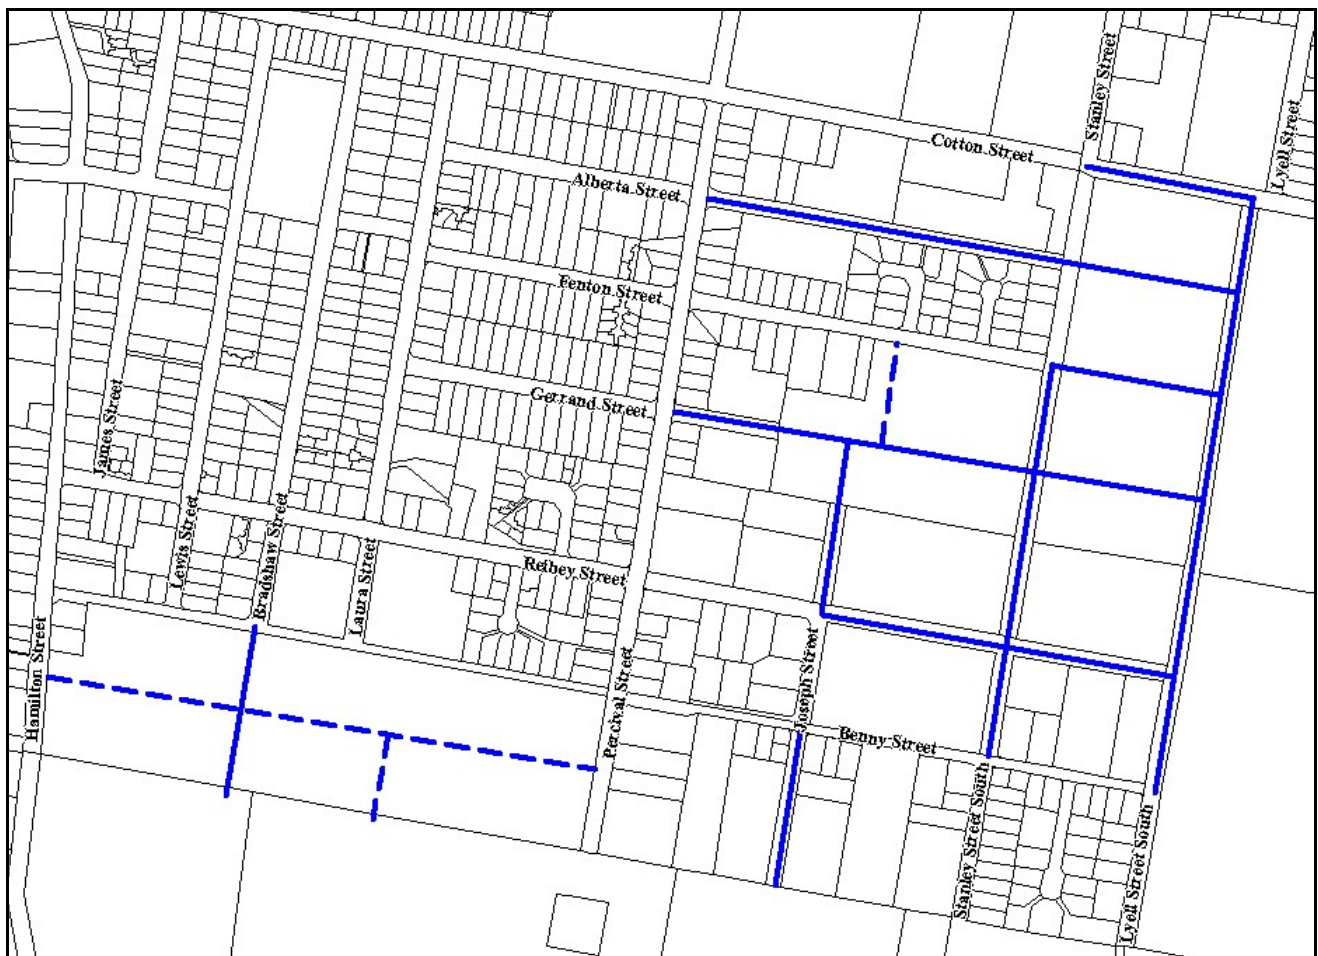 Stanley Street
Lyell Street
Cotton Street
Alberta Street
Fenton Street
Gerrand Street
James Street
Lewis Street
Bradshaw Street
Laura Street
Reibey Street
Hamilton Street
Percival Street
Joseph Street
Benny Street
Stanley Street South
Lyell Street South